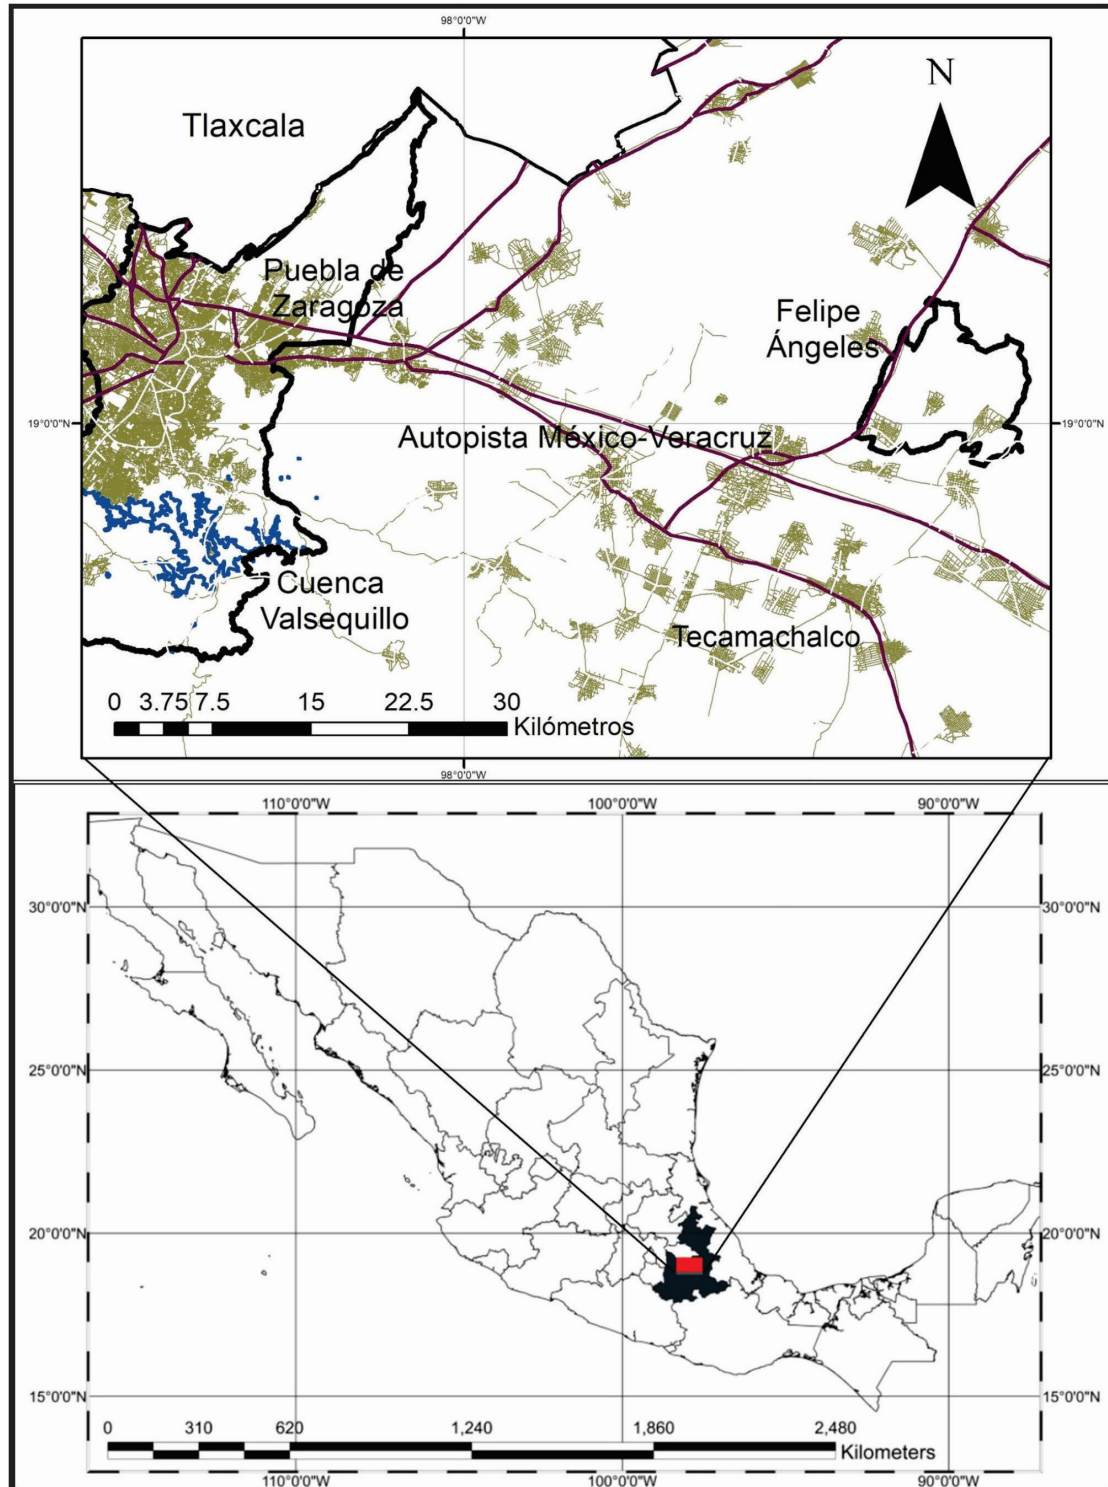 98°0'0"W
N
Tlaxcala
Puebla de
Zaragoza
Felipe
Ángeles
19°0'0"N
19°0'0"N
Autopista México-Veracruz
Cuenca
Valsequillo
Tecamachalco
0 3.75 7.5 15 22.5 30
Kilómetros
98°0'0"W
110°0'0"W 100°0'0"W 90°0'0"W
30°0'0"N 30°0'0"N
25°0'0"N 25°0'0"N
20°0'0"N 20°0'0"N
15°0'0"N 15°0'0"N
0 310 620 1,240 1,860 2,480
Kilometers
110°0'0"W 100°0'0"W 90°0'0"W